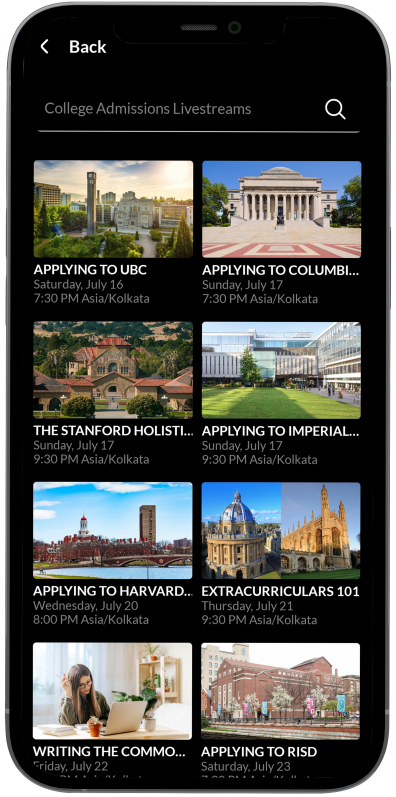 Back
College Admissions Livestreams
APPLYING TO UBC
Saturday, July 16
7:30 PM Asia/Kolkata
APPLYING TO COLUMBI...
Sunday, July 17
7:30 PM Asia/Kolkata
THE STANFORD HOLISTI...
Sunday, July 17
9:30 PM Asia/Kolkata
APPLYING TO IMPERIAL...
Sunday, July 17
9:30 PM Asia/Kolkata
APPLYING TO HARVARD...
Wednesday, July 20
8:00 PM Asia/Kolkata
EXTRACURRICULARS 101
Thursday, July 21
9:30 PM Asia/Kolkata
WRITING THE COMMO...
Friday, July 22
APPLYING TO RISD
Saturday, July 23